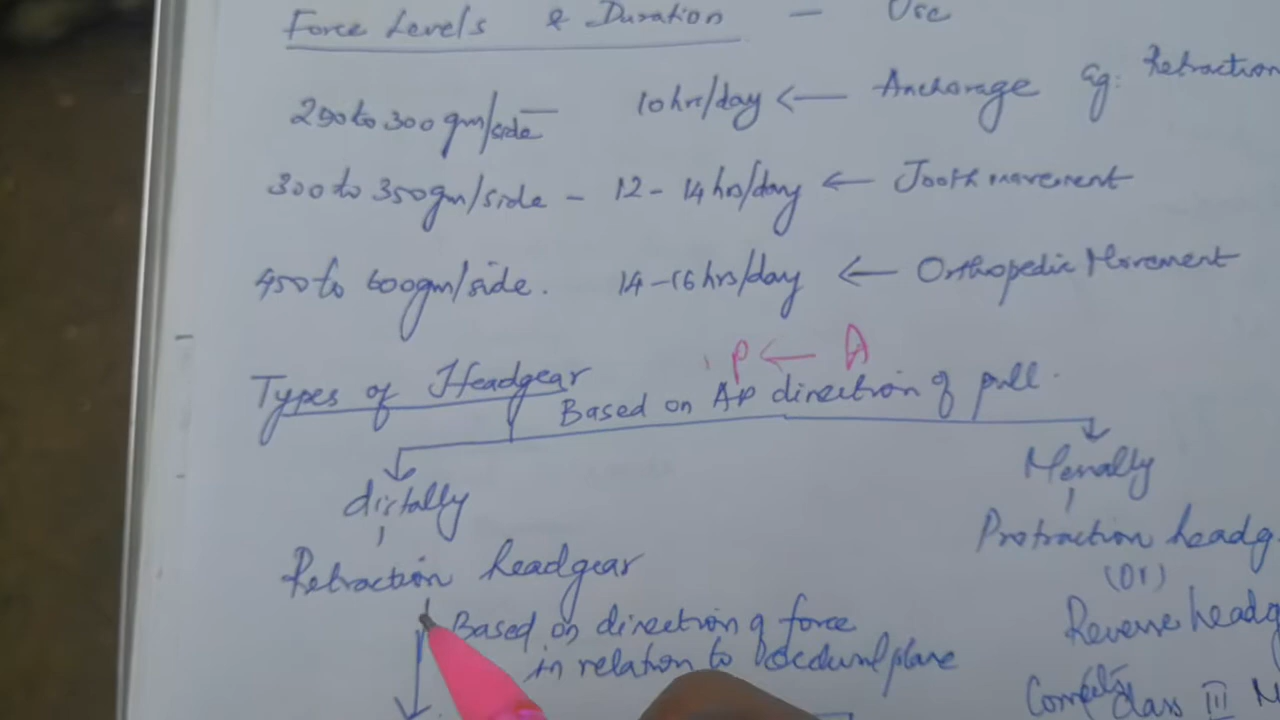 Force Levels & Duration — Use
250 to 300 gm/side — 10 hrs/day ← Anchorage eg: Retraction
300 to 350 gm/side - 12 - 14 hrs/day ← Tooth movement
450 to 600 gm/side. 14-16 hrs/day ← Orthopedic Movement
P ← A
Types of Headgear
Based on AP direction of pull.
distally
Mesially
Retraction headgear
Protraction headg
(Or)
Based on direction of force
Reverse headg
in relation to occlusal plane
Class III